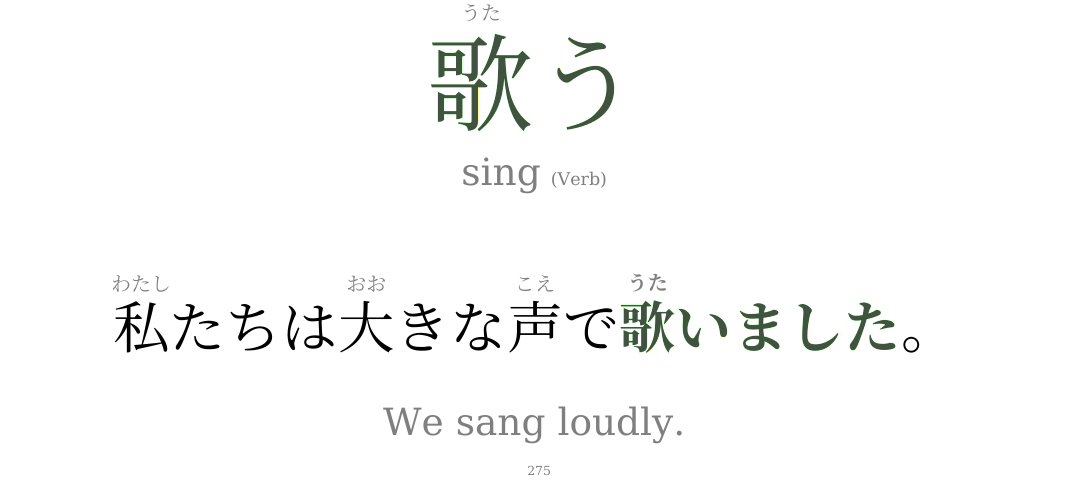 うた
歌う
sing (Verb)
わたし おお こえ うた
私たちは大きな声で歌いました。
We sang loudly.
275